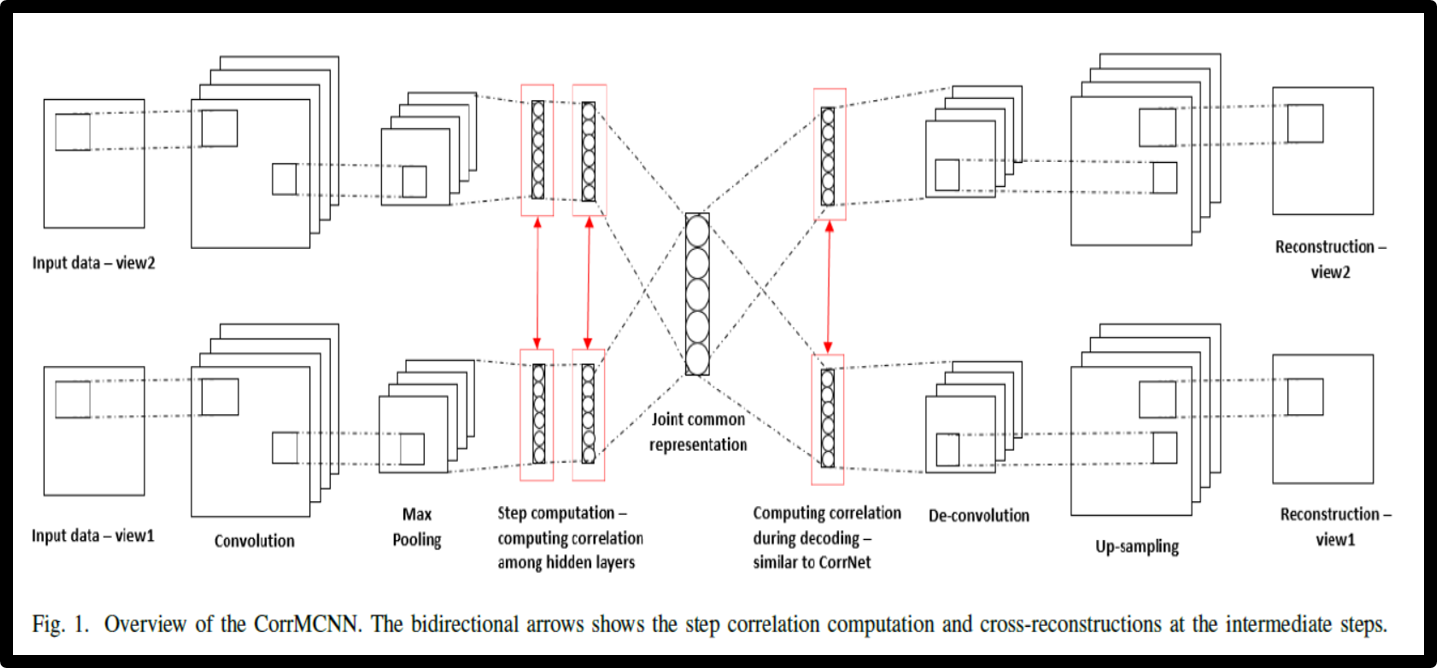 Input data – view2
Reconstruction –
view2
Joint common
representation
Input data – view1
Convolution
Max
Pooling
Step computation –
computing correlation
among hidden layers
Computing correlation
during decoding –
similar to CorrNet
De-convolution
Up-sampling
Reconstruction –
view1
Fig. 1. Overview of the CorrMCNN. The bidirectional arrows shows the step correlation computation and cross-reconstructions at the intermediate steps.